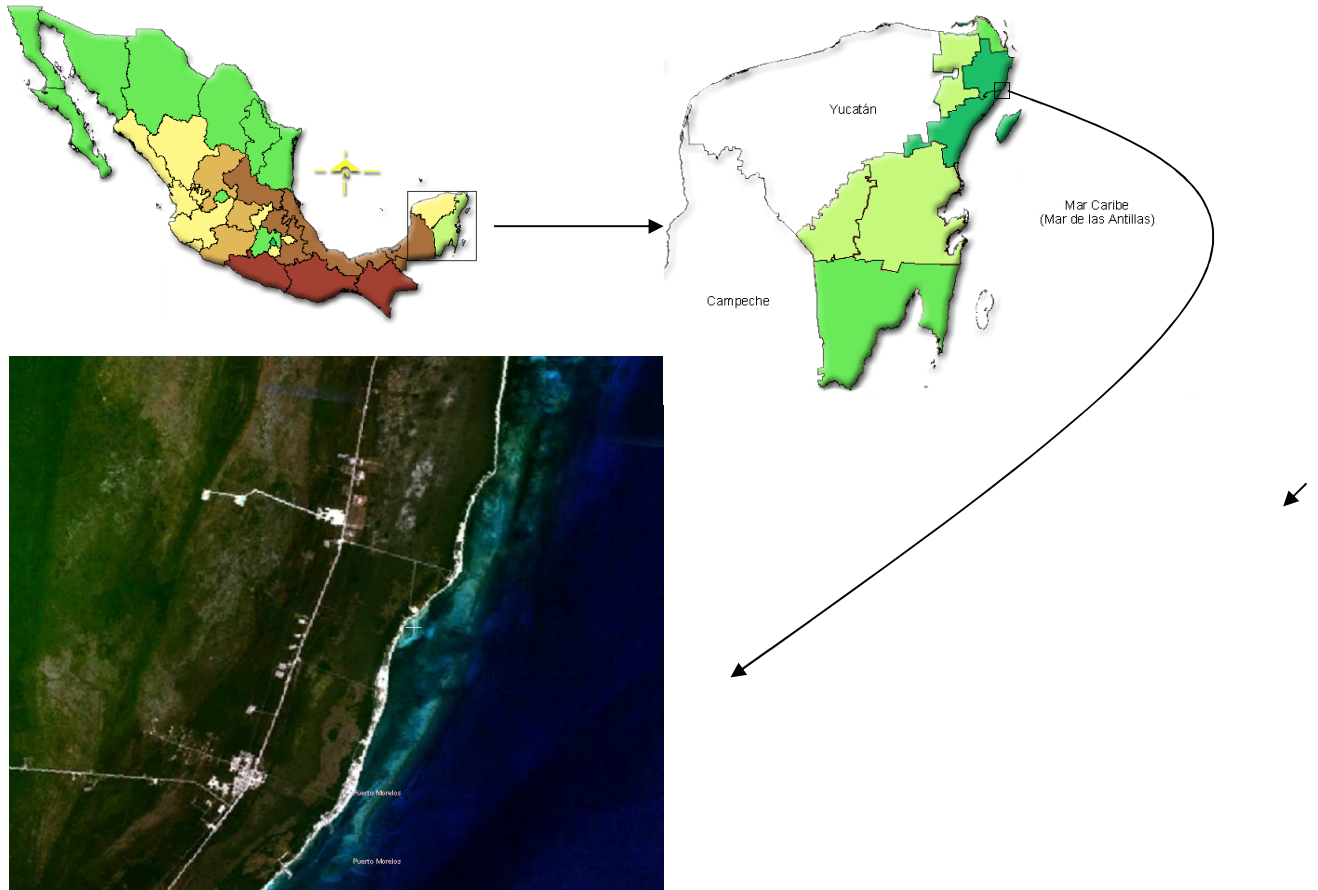 Yucatán
Mar Caribe
(Mar de las Antillas)
Campeche
Puerto Morelos
Puerto Morelos